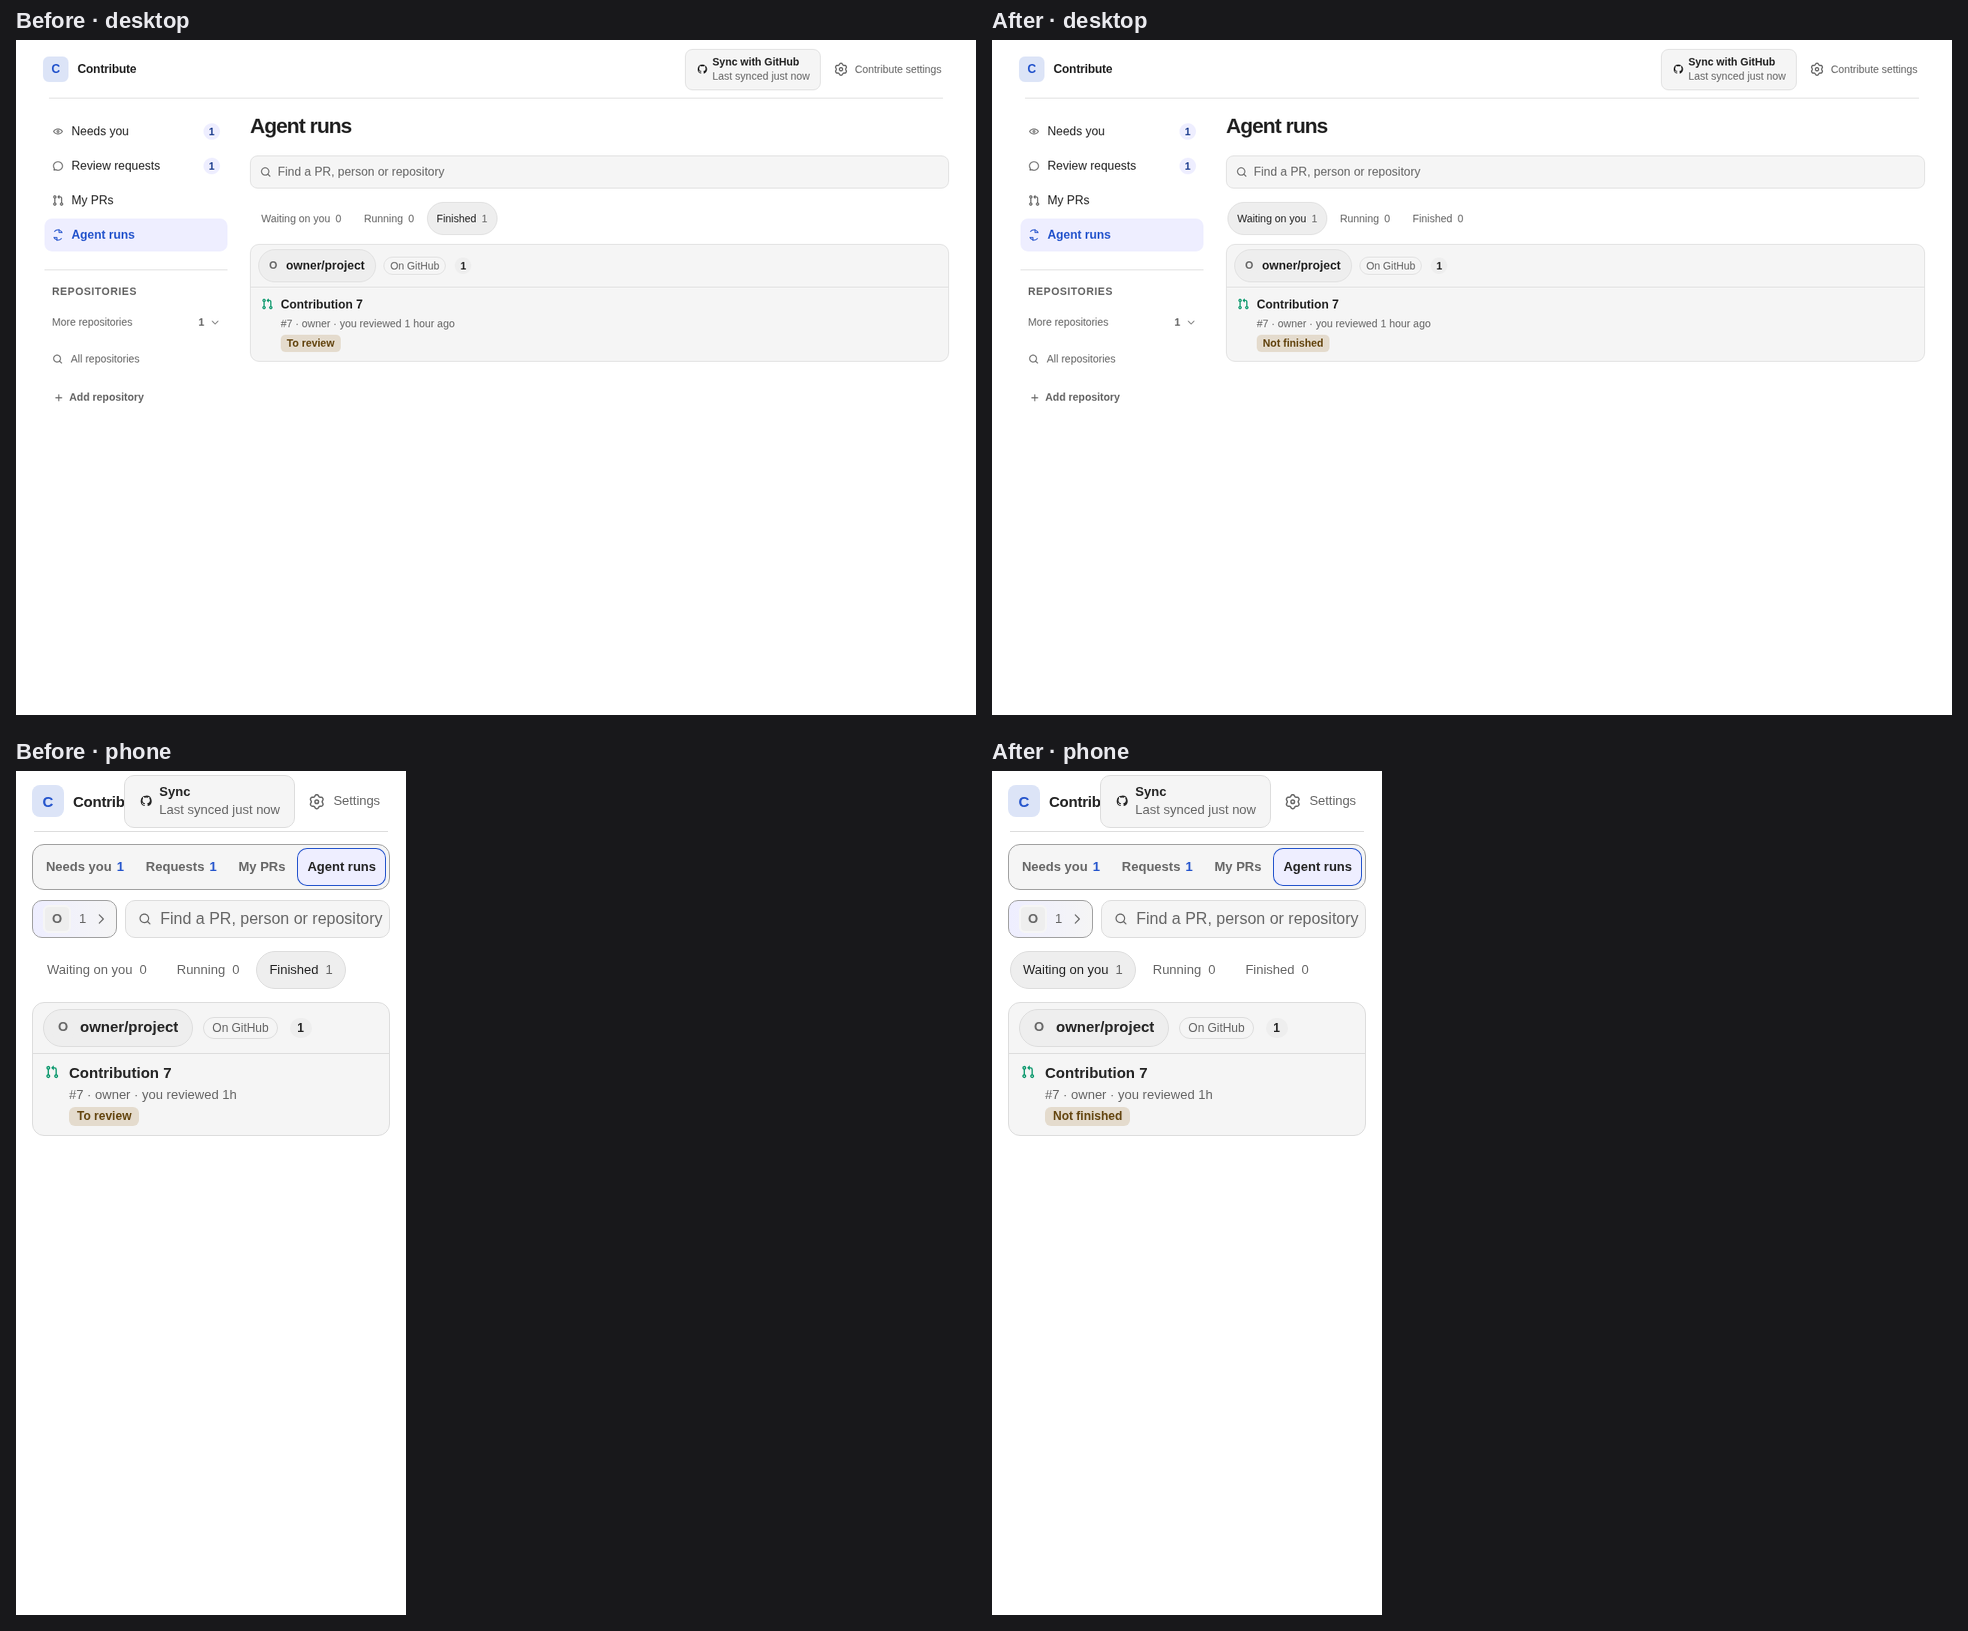 Before · desktop
C Contribute
Sync with GitHub
Last synced just now
Contribute settings
Needs you 1
Review requests 1
My PRs
Agent runs
REPOSITORIES
More repositories 1
All repositories
+ Add repository
Agent runs
Find a PR, person or repository
Waiting on you 0 Running 0 Finished 1
O owner/project On GitHub 1
Contribution 7
#7 · owner · you reviewed 1 hour ago
To review
After · desktop
C Contribute
Sync with GitHub
Last synced just now
Contribute settings
Needs you 1
Review requests 1
My PRs
Agent runs
REPOSITORIES
More repositories 1
All repositories
+ Add repository
Agent runs
Find a PR, person or repository
Waiting on you 1 Running 0 Finished 0
O owner/project On GitHub 1
Contribution 7
#7 · owner · you reviewed 1 hour ago
Not finished
Before · phone
C Contrib
Sync
Last synced just now
Settings
Needs you 1 Requests 1 My PRs Agent runs
O 1 Find a PR, person or repository
Waiting on you 0 Running 0 Finished 1
O owner/project On GitHub 1
Contribution 7
#7 · owner · you reviewed 1h
To review
After · phone
C Contrib
Sync
Last synced just now
Settings
Needs you 1 Requests 1 My PRs Agent runs
O 1 Find a PR, person or repository
Waiting on you 1 Running 0 Finished 0
O owner/project On GitHub 1
Contribution 7
#7 · owner · you reviewed 1h
Not finished